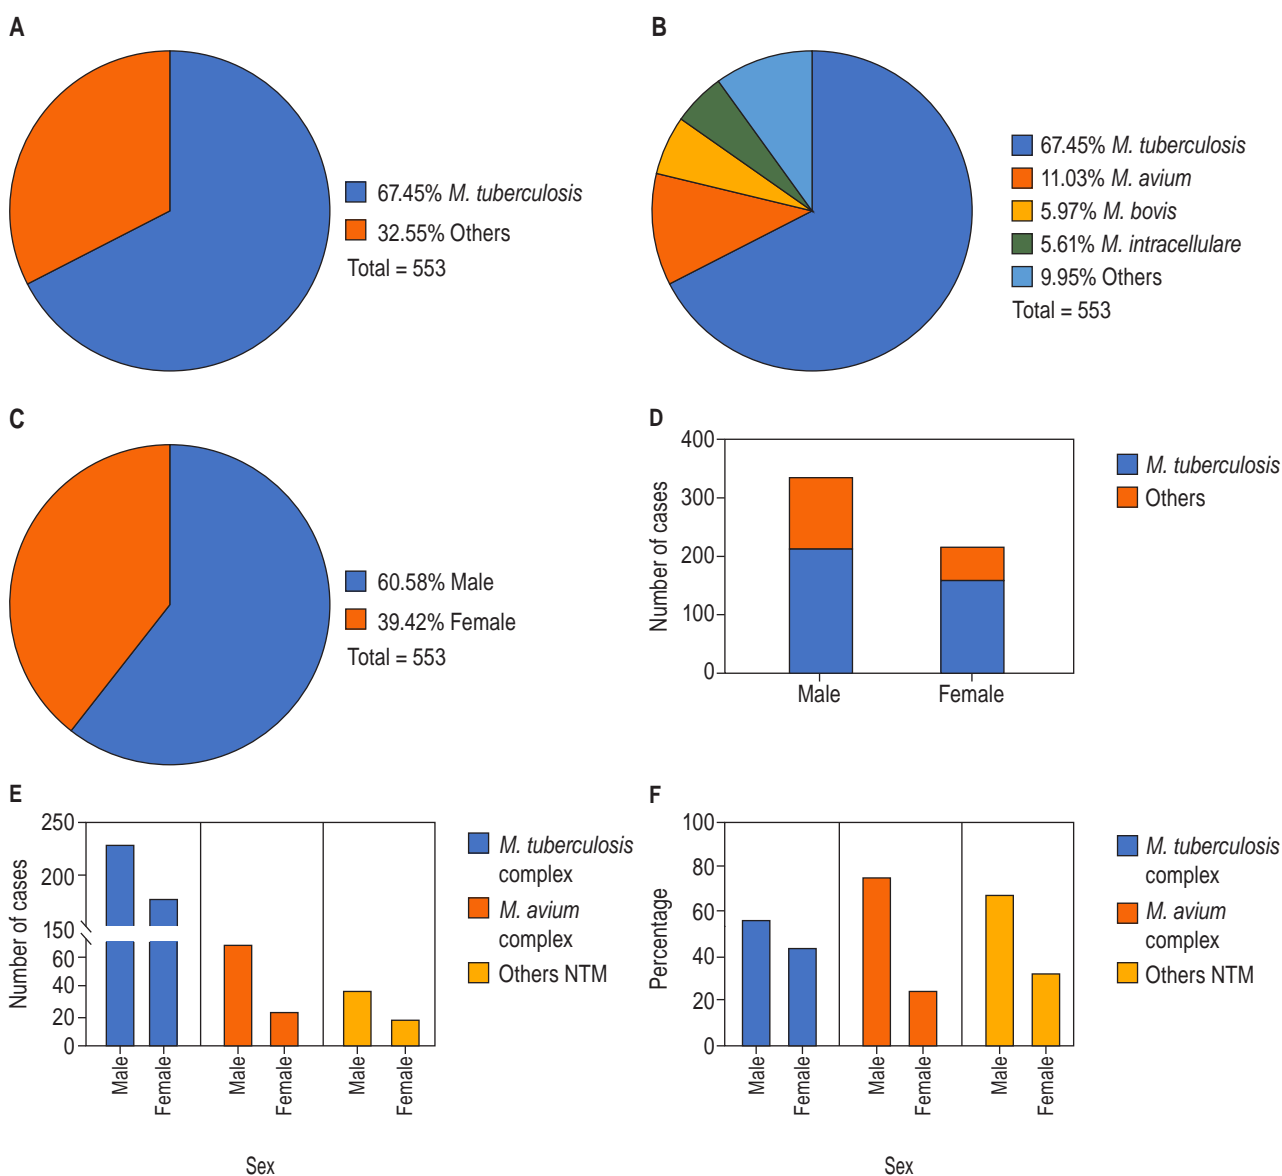 A
67.45% M. tuberculosis
32.55% Others
Total = 553
B
67.45% M. tuberculosis
11.03% M. avium
5.97% M. bovis
5.61% M. intracellulare
9.95% Others
Total = 553
C
60.58% Male
39.42% Female
Total = 553
D
Number of cases
400
300
200
100
0
Male
Female
M. tuberculosis
Others
E
Number of cases
250
200
150
60
40
20
0
Male
Female
Male
Female
Male
Female
Sex
M. tuberculosis
complex
M. avium
complex
Others NTM
F
Percentage
100
80
60
40
20
0
Male
Female
Male
Female
Male
Female
Sex
M. tuberculosis
complex
M. avium
complex
Others NTM